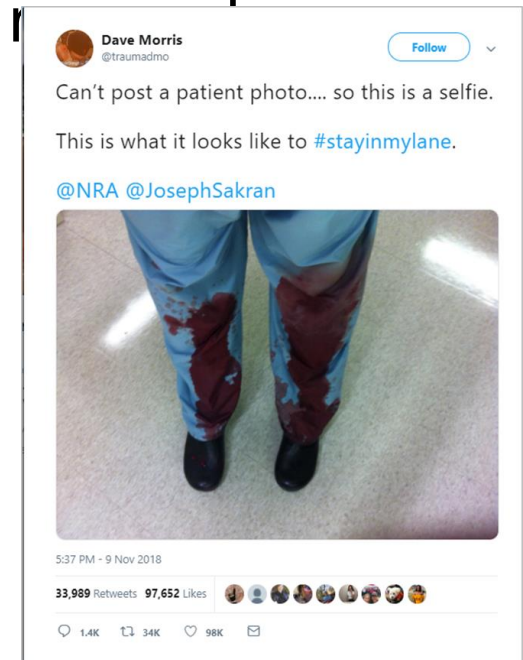 Dave Morris
@traumadmo
Follow
Can't post a patient photo.... so this is a selfie.
This is what it looks like to #stayinmylane.
@NRA @JosephSakran
5:37 PM - 9 Nov 2018
33,989 Retweets 97,652 Likes
1.4K 34K 98K